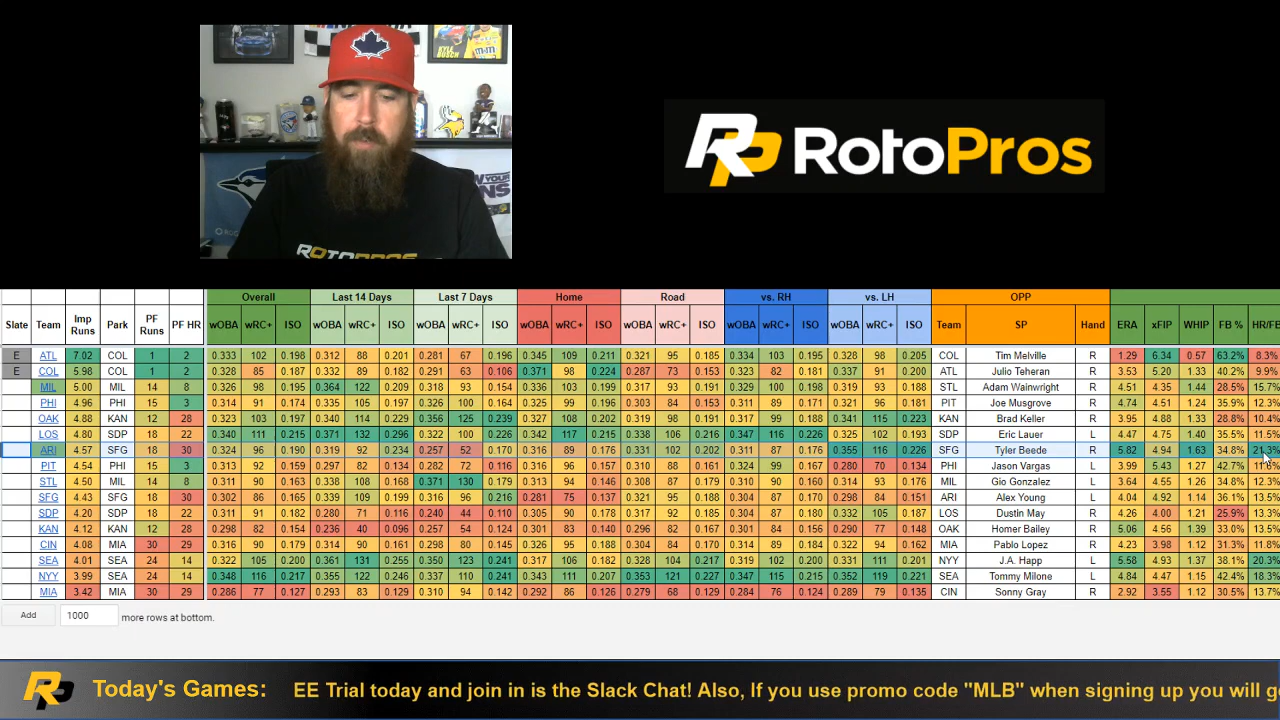 KYLE BUSCH
m&m's
ROTOPROS
RP RotoPros
Overall Last 14 Days Last 7 Days Home Road vs. RH vs. LH OPP
Slate Team Imp Runs Park PF Runs PF HR wOBA wRC+ ISO wOBA wRC+ ISO wOBA wRC+ ISO wOBA wRC+ ISO wOBA wRC+ ISO wOBA wRC+ ISO wOBA wRC+ ISO Team SP Hand ERA xFIP WHIP FB % HR/FB
E ATL 7.02 COL 1 2 0.333 102 0.198 0.312 88 0.201 0.281 67 0.196 0.345 109 0.211 0.321 95 0.185 0.334 103 0.195 0.328 98 0.205 COL Tim Melville R 1.29 6.34 0.57 63.2% 8.3%
E COL 5.98 COL 1 2 0.328 85 0.187 0.332 89 0.182 0.291 63 0.154 0.371 98 0.224 0.287 73 0.153 0.323 82 0.181 0.337 91 0.200 ATL Julio Teheran R 3.53 5.20 1.33 40.2% 9.9%
MIL 5.00 MIL 14 8 0.326 98 0.195 0.364 122 0.209 0.318 93 0.154 0.336 103 0.199 0.317 93 0.191 0.329 100 0.198 0.319 93 0.188 STL Adam Wainwright R 4.51 4.35 1.44 28.5% 15.7%
PHI 4.96 PHI 15 3 0.314 91 0.174 0.335 105 0.197 0.326 100 0.164 0.325 97 0.195 0.303 84 0.153 0.311 89 0.171 0.321 96 0.181 PIT Joe Musgrove R 4.74 4.51 1.24 35.9% 12.3%
OAK 4.88 KAN 12 28 0.323 103 0.197 0.340 114 0.229 0.356 125 0.239 0.327 108 0.202 0.319 98 0.191 0.316 98 0.187 0.341 115 0.223 KAN Brad Keller R 3.95 4.88 1.33 28.8% 10.4%
LOS 4.80 SDP 18 22 0.340 111 0.215 0.371 132 0.296 0.322 100 0.226 0.342 117 0.215 0.338 106 0.216 0.347 116 0.226 0.325 102 0.193 SDP Eric Lauer L 4.47 4.75 1.40 35.5% 11.5%
ARI 4.57 SFG 18 30 0.324 96 0.190 0.294 77 0.153 0.257 52 0.170 0.316 89 0.176 0.331 102 0.202 0.311 87 0.176 0.355 116 0.226 SFG Tyler Beede R 5.82 4.95 1.63 34.8% 21.3%
PIT 4.54 PHI 15 3 0.313 92 0.159 0.297 82 0.134 0.282 72 0.116 0.316 96 0.157 0.310 88 0.161 0.324 99 0.167 0.280 70 0.134 PHI Jason Vargas L 3.99 5.43 1.27 42.7%
STL 4.50 MIL 14 8 0.311 90 0.159 0.338 108 0.168 0.371 130 0.179 0.313 94 0.146 0.308 87 0.171 0.310 89 0.153 0.314 93 0.176 MIL Gio Gonzalez L 3.64 4.55 1.26 34.8% 12.3%
SFG 4.43 SFG 18 30 0.302 86 0.165 0.339 109 0.199 0.316 96 0.216 0.281 75 0.137 0.321 95 0.188 0.304 87 0.170 0.298 84 0.151 ARI Alex Young L 4.04 4.92 1.14 36.1% 13.5%
SDP 4.20 SDP 18 22 0.311 91 0.182 0.280 71 0.116 0.240 44 0.110 0.305 90 0.178 0.317 92 0.185 0.304 87 0.180 0.332 105 0.187 LOS Dustin May R 4.26 4.00 1.21 25.9% 13.3%
KAN 4.12 KAN 12 28 0.298 82 0.154 0.236 40 0.096 0.257 54 0.124 0.301 83 0.140 0.296 82 0.167 0.301 84 0.156 0.290 77 0.148 OAK Homer Bailey R 5.06 4.56 1.39 33.0% 13.5%
CIN 4.08 MIA 30 29 0.316 90 0.179 0.314 90 0.161 0.298 80 0.145 0.326 95 0.188 0.304 84 0.170 0.314 89 0.184 0.322 94 0.162 MIA Pablo Lopez R 4.23 3.98 1.12 31.3% 11.8%
SEA 4.01 SEA 24 14 0.322 105 0.200 0.361 131 0.255 0.350 123 0.241 0.317 106 0.182 0.328 104 0.217 0.319 102 0.200 0.331 111 0.201 NYY J.A. Happ L 5.58 4.93 1.37 38.1% 20.3%
NYY 3.99 SEA 24 14 0.348 116 0.217 0.355 122 0.246 0.337 110 0.241 0.343 111 0.207 0.353 121 0.227 0.347 115 0.215 0.352 119 0.221 SEA Tommy Milone L 4.84 4.47 1.15 42.4% 18.3%
MIA 3.42 MIA 30 29 0.286 77 0.127 0.293 83 0.129 0.310 94 0.142 0.292 86 0.126 0.279 68 0.129 0.284 76 0.124 0.289 79 0.135 CIN Sonny Gray R 2.92 3.55 1.12 30.5% 13.7%
Add 1000 more rows at bottom.
RP Today's Games: EE Trial today and join in is the Slack Chat! Also, If you use promo code "MLB" when signing up you will g